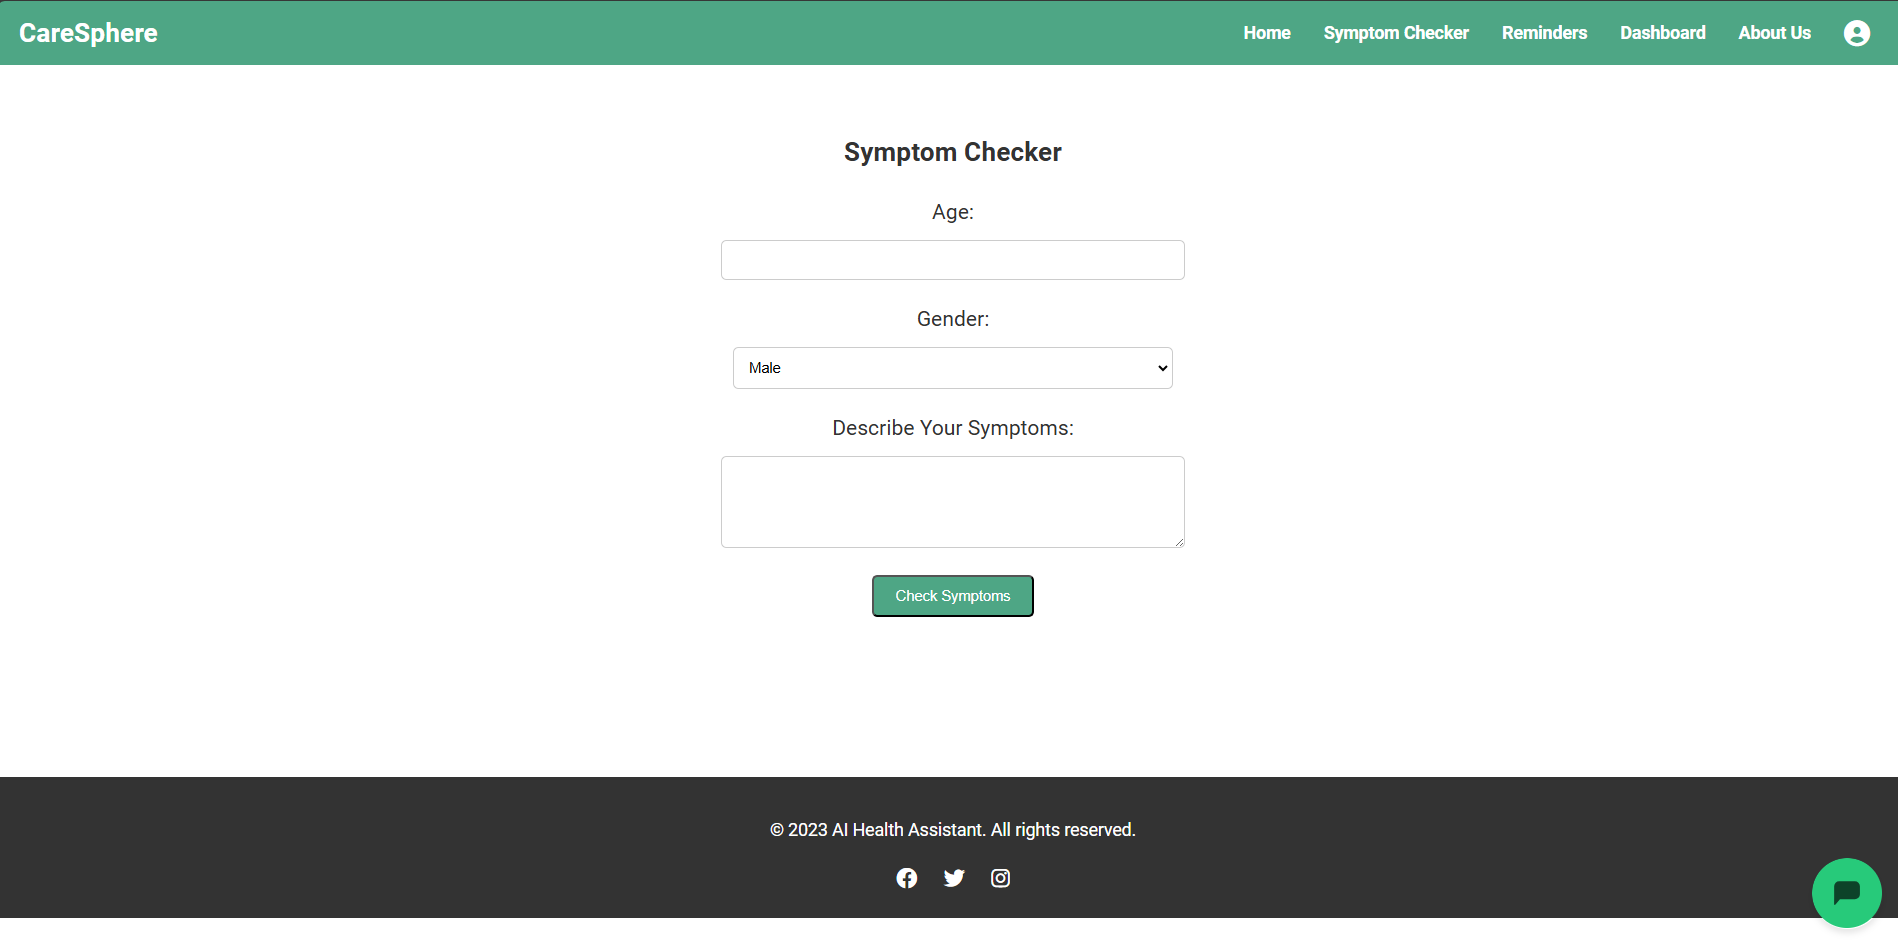 CareSphere
Home Symptom Checker Reminders Dashboard About Us
Symptom Checker
Age:
Gender:
Male
Describe Your Symptoms:
Check Symptoms
© 2023 AI Health Assistant. All rights reserved.